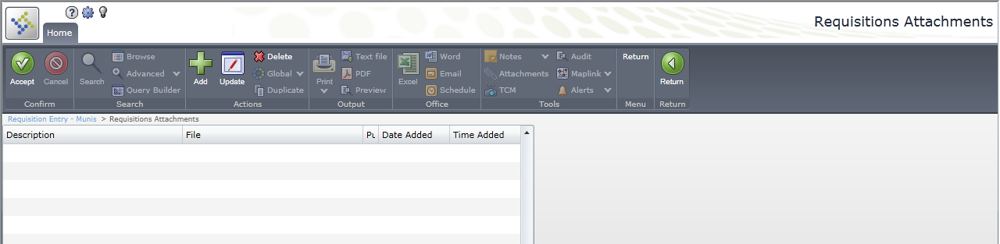 ?
Home
Requisitions Attachments
Accept
Cancel
Confirm
Search
Browse
Advanced
Query Builder
Search
Add
Update
Delete
Global
Duplicate
Actions
Print
Text file
PDF
Preview
Output
Excel
Word
Email
Schedule
Office
Notes
Attachments
TCM
Audit
Maplink
Alerts
Tools
Return
Menu
Return
Return
Requisition Entry - Munis > Requisitions Attachments
Description File Pu Date Added Time Added